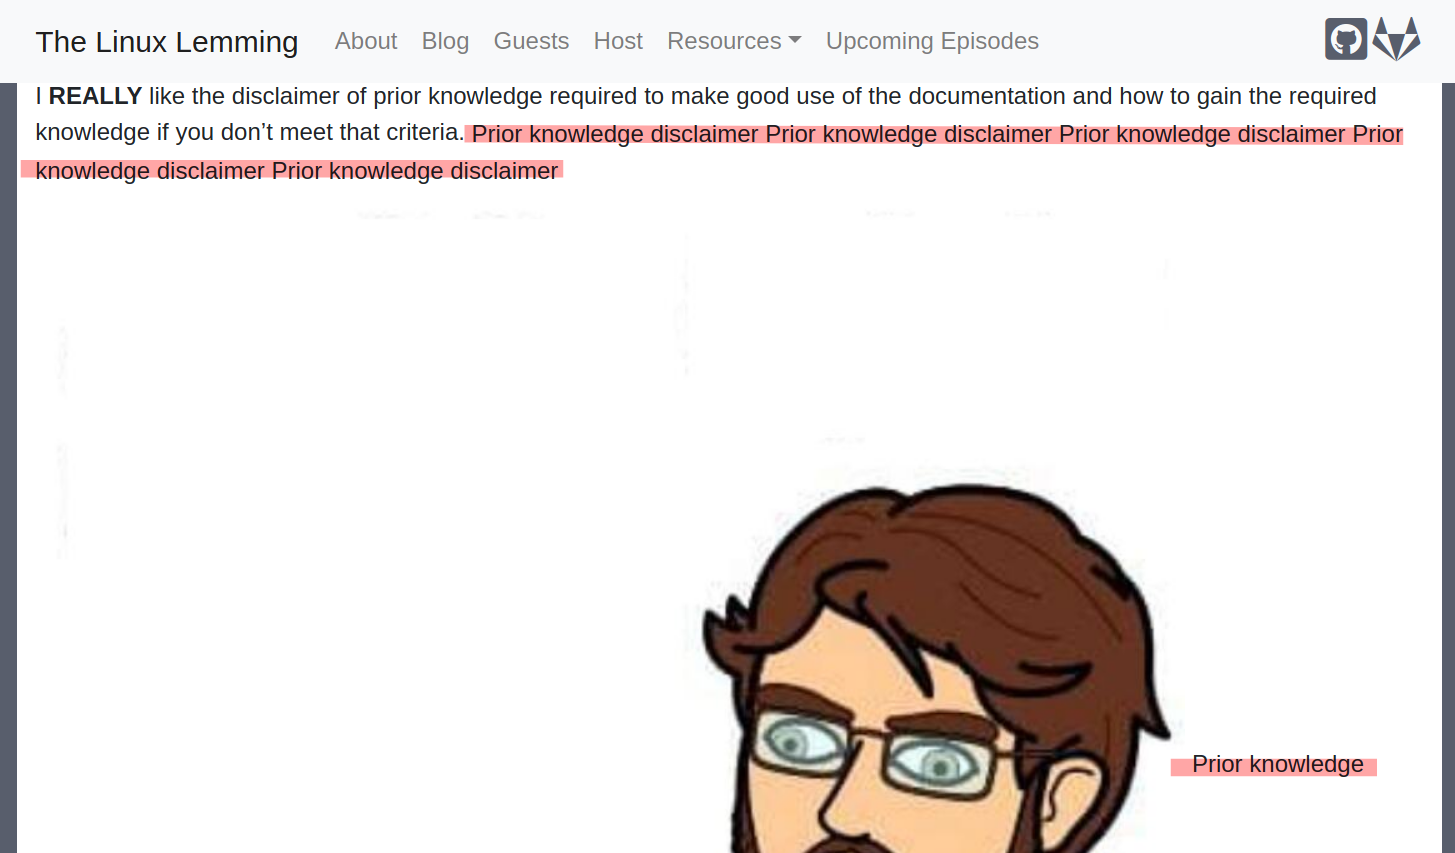 The Linux Lemming About Blog Guests Host Resources Upcoming Episodes
I REALLY like the disclaimer of prior knowledge required to make good use of the documentation and how to gain the required
knowledge if you don’t meet that criteria. Prior knowledge disclaimer Prior knowledge disclaimer Prior knowledge disclaimer Prior
knowledge disclaimer Prior knowledge disclaimer
Prior knowledge